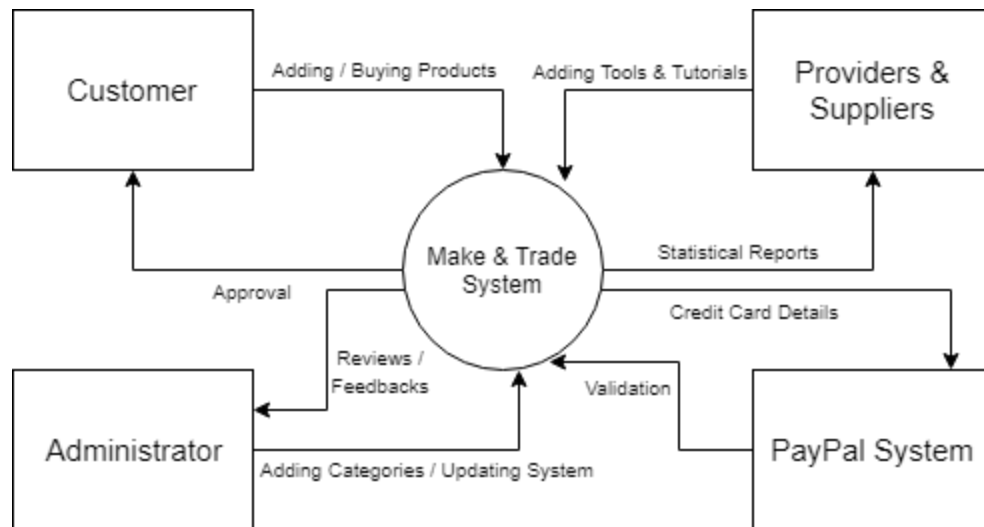 Customer
Adding / Buying Products
Adding Tools & Tutorials
Providers &
Suppliers
Make & Trade
System
Statistical Reports
Approval
Credit Card Details
Reviews /
Feedbacks
Validation
Administrator
Adding Categories / Updating System
PayPal System